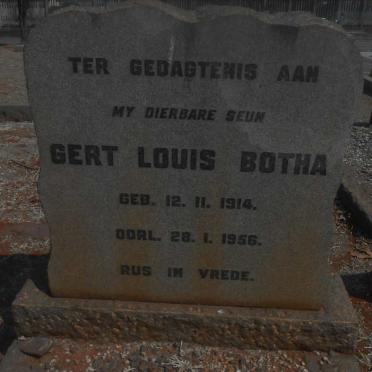 TER GEDAGTENIS AAN
MY DIERBARE SEUN
GERT LOUIS BOTHA
GEB. 12. 11. 1914.
OORL. 28. 1. 1956.
RUS IN VREDE.